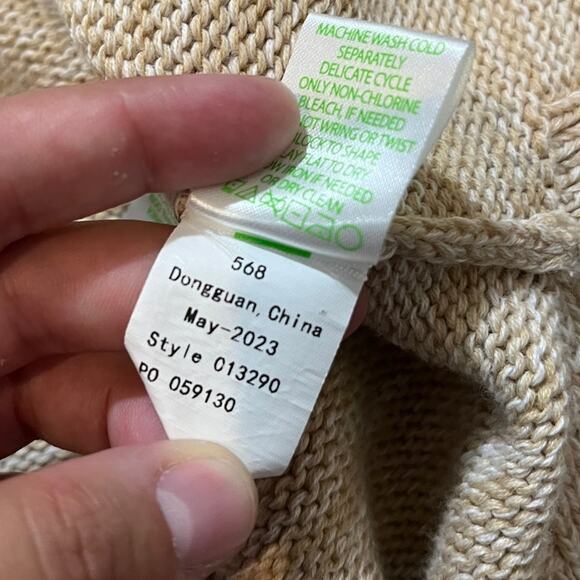 MACHINE WASH COLD
SEPARATELY
DELICATE CYCLE
ONLY NON-CHLORINE
BLEACH, IF NEEDED
NOT WRING OR TWIST
TO SHAPE
FLAT TO DRY
IRON IF NEEDED
OR DRY CLEAN
568
Dongguan, China
May-2023
Style 013290
PO 059130